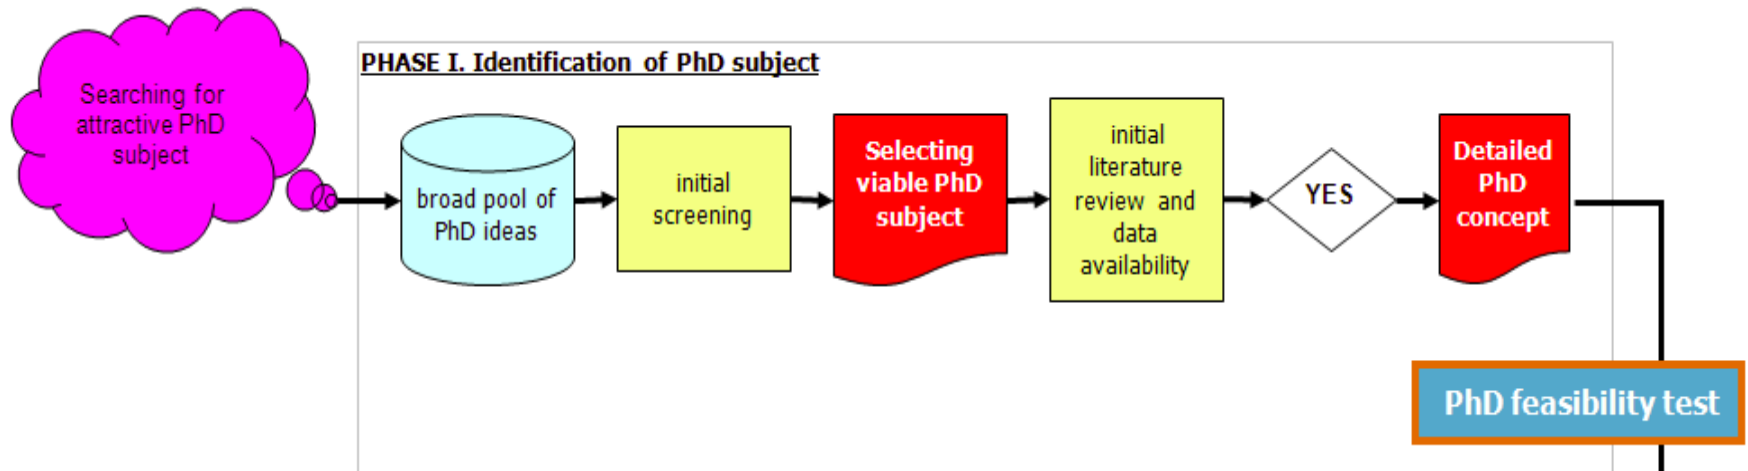 Searching for
attractive PhD
subject
PHASE I. Identification of PhD subject
broad pool of
PhD ideas
initial
screening
Selecting
viable PhD
subject
initial
literature
review and
data
availability
YES
Detailed
PhD
concept
PhD feasibility test